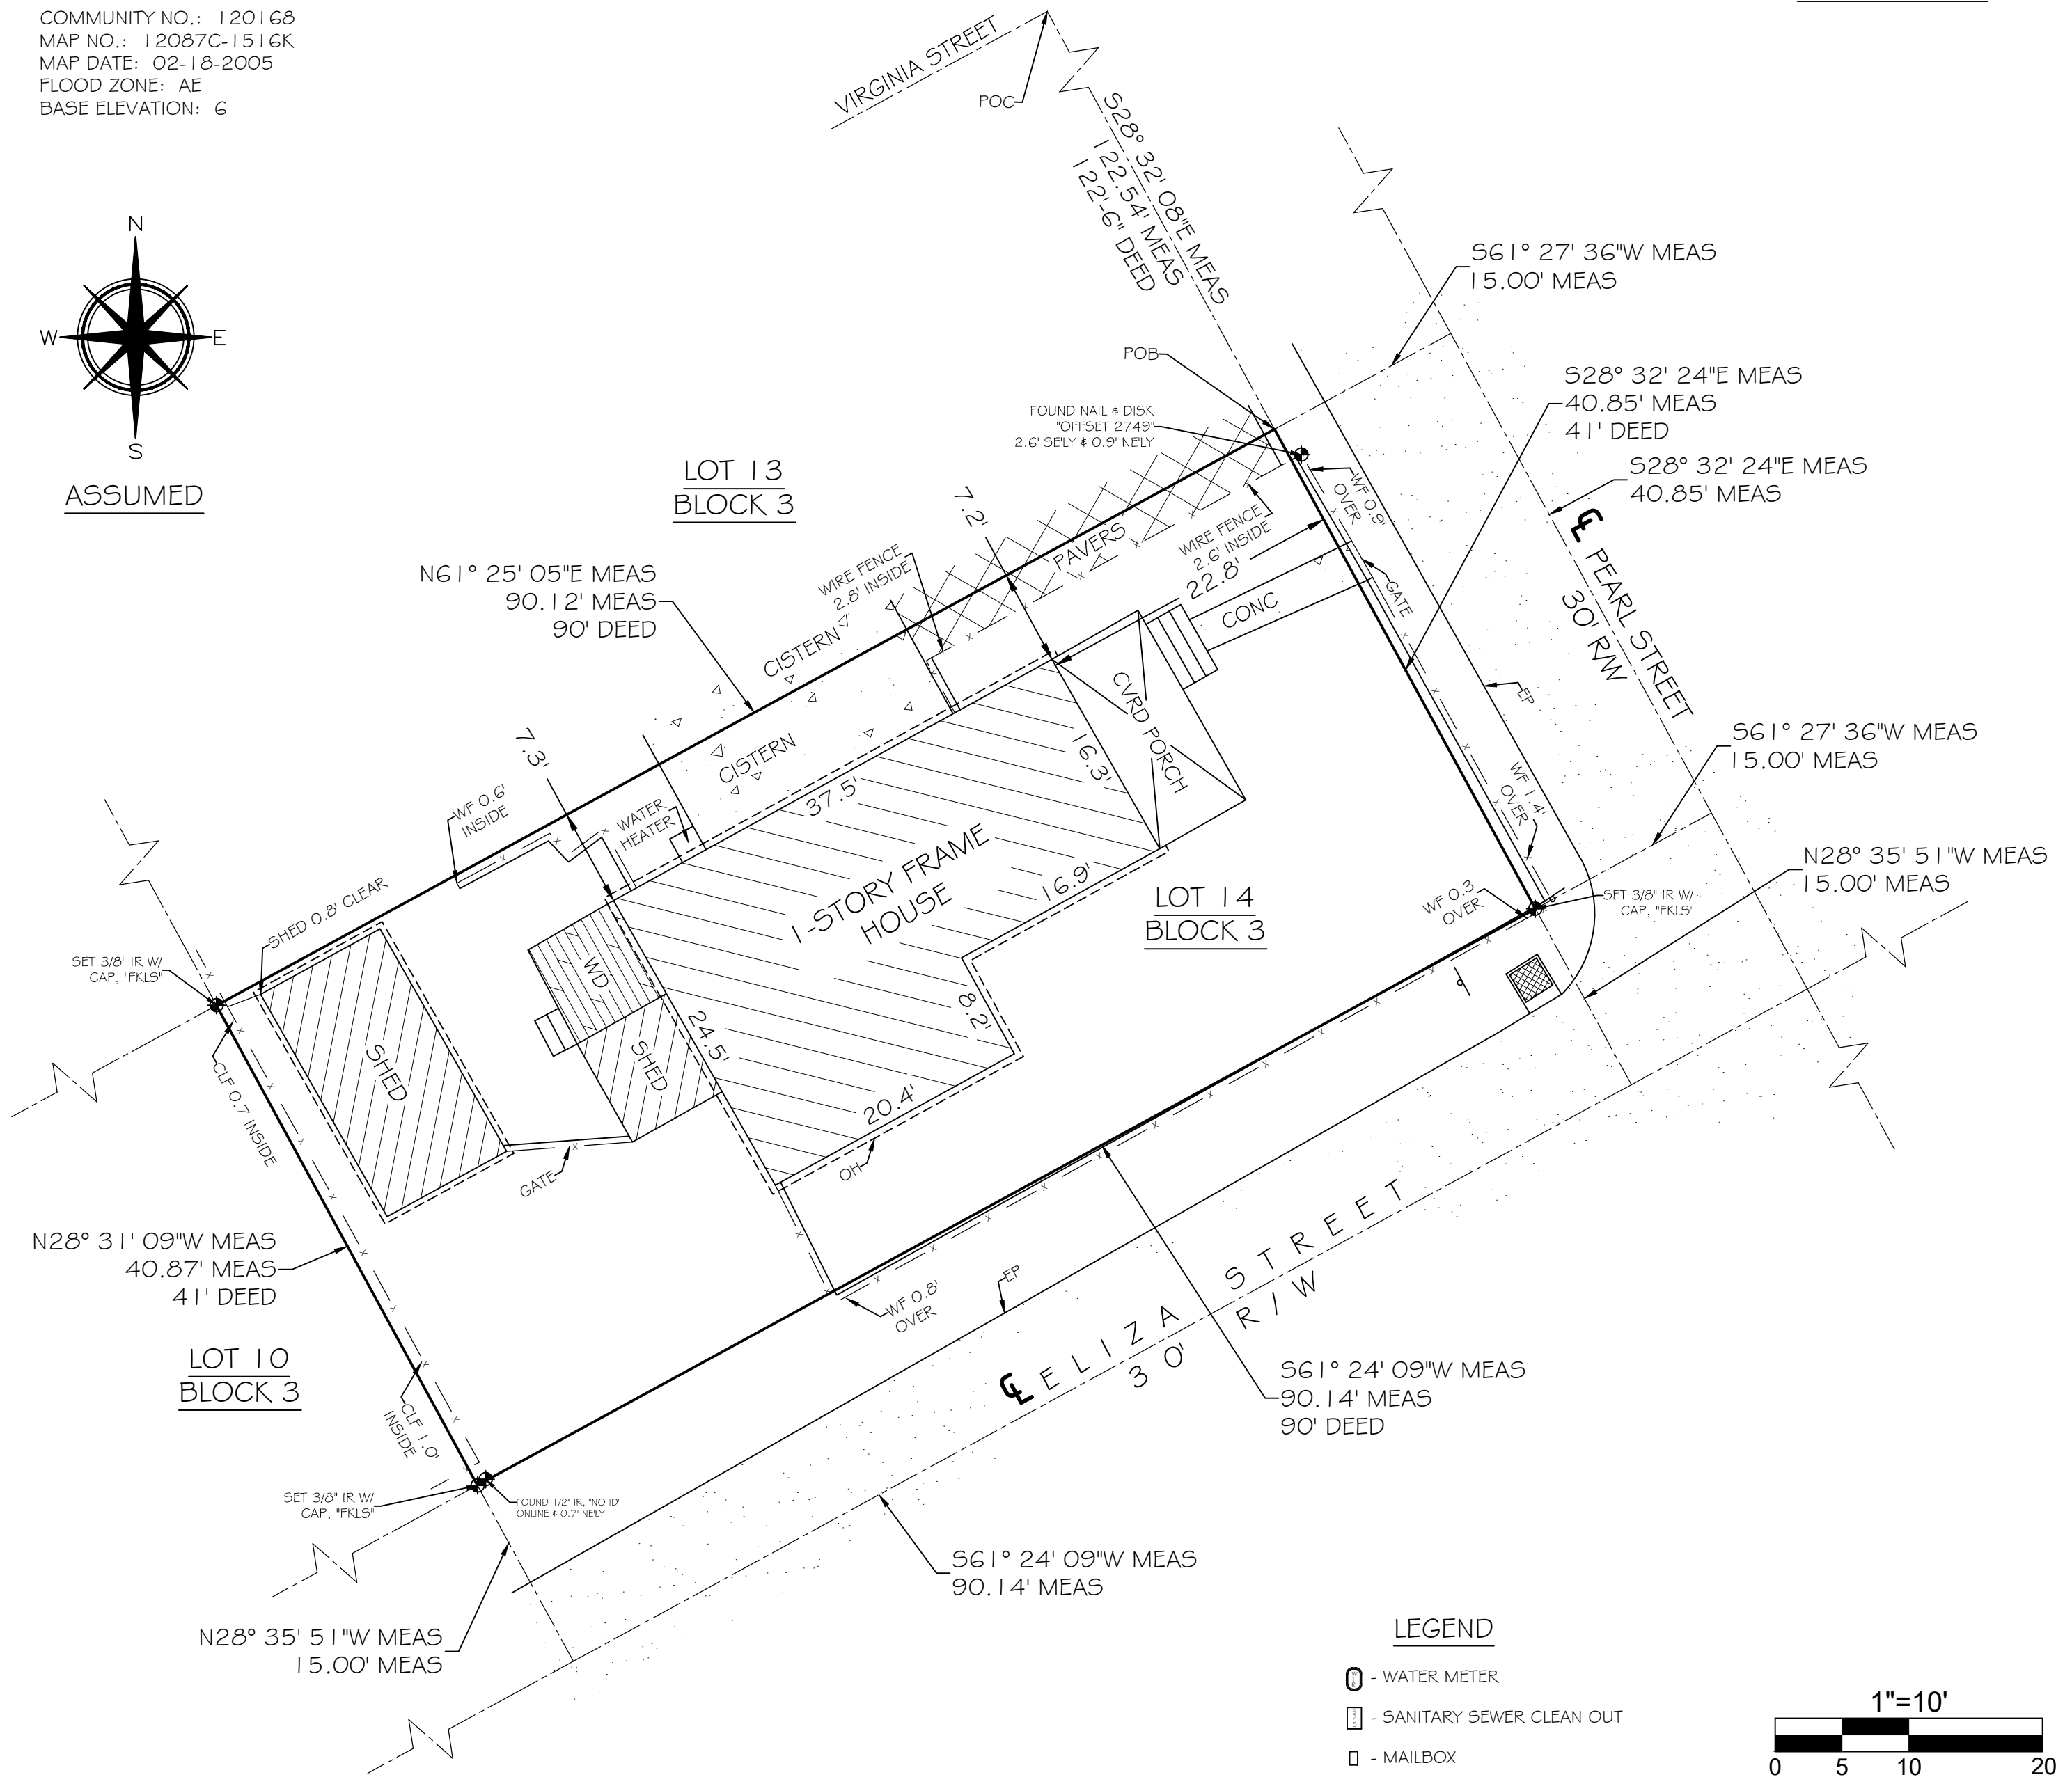 COMMUNITY NO.: 120168
MAP NO.: 12087C-1516K
MAP DATE: 02-18-2005
FLOOD ZONE: AE
BASE ELEVATION: 6
N
W
E
S
ASSUMED
VIRGINIA STREET
POC
S28° 32' 08"E MEAS
122.54' MEAS
122'-6" DEED
S61° 27' 36"W MEAS
15.00' MEAS
POB
FOUND NAIL & DISK
"OFFSET 2749"
2.6' SE'LY & 0.9' NE'LY
S28° 32' 24"E MEAS
40.85' MEAS
41' DEED
S28° 32' 24"E MEAS
40.85' MEAS
℄ PEARL STREET
30' R/W
LOT 13
BLOCK 3
7.2'
WF 0.9'
OVER
PAVERS
WIRE FENCE
2.6' INSIDE
WIRE FENCE
2.8' INSIDE
22.8'
CONC
GATE
EP
N61° 25' 05"E MEAS
90.12' MEAS
90' DEED
CISTERN
CISTERN
7.3'
CVRD PORCH
16.3'
37.5'
WATER
HEATER
WF 0.6'
INSIDE
S61° 27' 36"W MEAS
15.00' MEAS
WF 1.4'
OVER
N28° 35' 51"W MEAS
15.00' MEAS
1-STORY FRAME
HOUSE
16.9'
LOT 14
BLOCK 3
WF 0.3
OVER
SET 3/8" IR W/
CAP, "FKLS"
SHED 0.8' CLEAR
SET 3/8" IR W/
CAP, "FKLS"
WD
8.2'
24.5'
SHED
SHED
CLF 0.7 INSIDE
20.4'
OH
GATE
N28° 31' 09"W MEAS
40.87' MEAS
41' DEED
WF 0.8'
OVER
EP
℄ ELIZA STREET
30' R/W
LOT 10
BLOCK 3
CLF 1.0'
INSIDE
S61° 24' 09"W MEAS
90.14' MEAS
90' DEED
SET 3/8" IR W/
CAP, "FKLS"
FOUND 1/2" IR, "NO ID"
ONLINE & 0.7' NE'LY
S61° 24' 09"W MEAS
90.14' MEAS
N28° 35' 51"W MEAS
15.00' MEAS
LEGEND
- WATER METER
- SANITARY SEWER CLEAN OUT
- MAILBOX
1"=10'
0 5 10 20